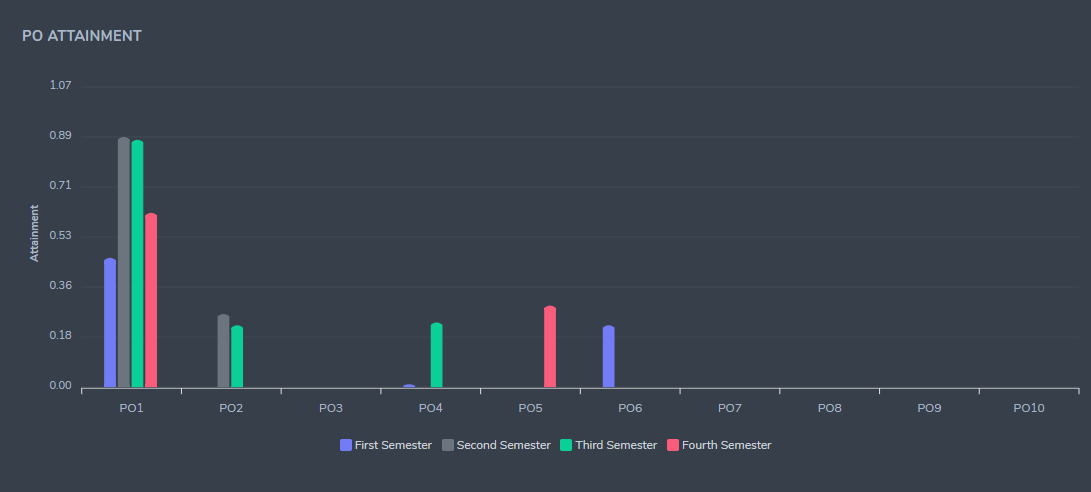 PO ATTAINMENT
1.07
0.89
0.71
0.53
0.36
0.18
0.00
Attainment
PO1 PO2 PO3 PO4 PO5 PO6 PO7 PO8 PO9 PO10
First Semester Second Semester Third Semester Fourth Semester